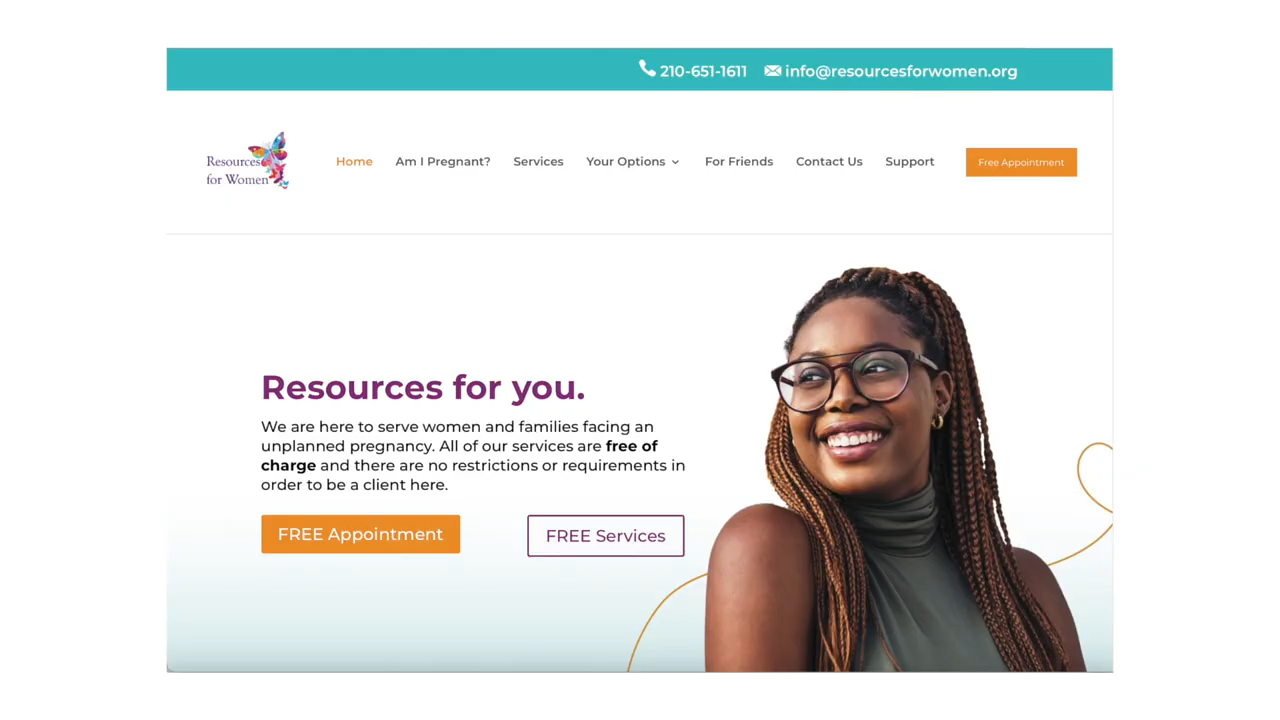 210-651-1611 info@resourcesforwomen.org
Resources
for Women
Home Am I Pregnant? Services Your Options For Friends Contact Us Support Free Appointment
Resources for you.
We are here to serve women and families facing an
unplanned pregnancy. All of our services are free of
charge and there are no restrictions or requirements in
order to be a client here.
FREE Appointment FREE Services